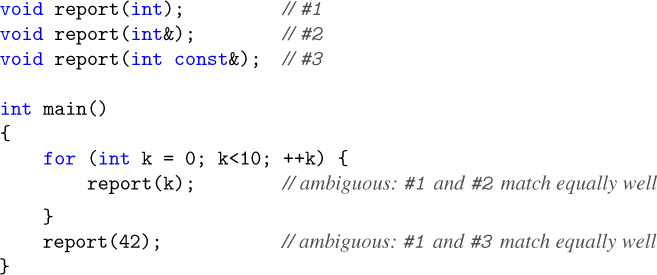 void report(int);          // #1
void report(int&);         // #2
void report(int const&);   // #3
int main()
{
    for (int k = 0; k<10; ++k) {
        report(k);         // ambiguous: #1 and #2 match equally well
    }
    report(42);            // ambiguous: #1 and #3 match equally well
}